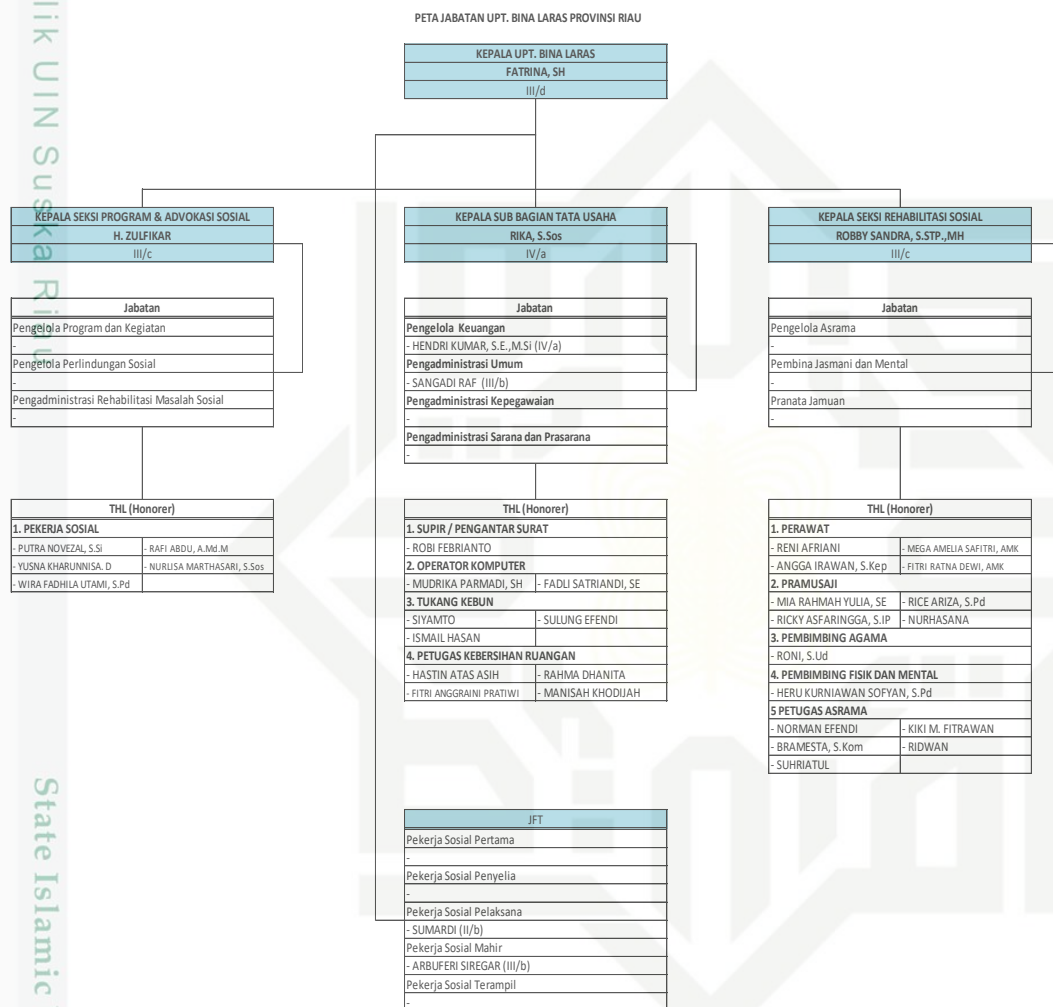 PETA JABATAN UPT. BINA LARAS PROVINSI RIAU
KEPALA UPT. BINA LARAS
FATRINA, SH
III/d
KEPALA SEKSI PROGRAM & ADVOKASI SOSIAL
H. ZULFIKAR
III/c
Jabatan
Pengelola Program dan Kegiatan
-
Pengelola Perlindungan Sosial
-
Pengadministrasi Rehabilitasi Masalah Sosial
-
THL (Honorer)
1. PEKERJA SOSIAL
- PUTRA NOVEZAL, S.Si - RAFI ABDU, A.Md.M
- YUSNA KHARUNNISA. D - NURLISA MARTHASARI, S.Sos
- WIRA FADHILA UTAMI, S.Pd
KEPALA SUB BAGIAN TATA USAHA
RIKA, S.Sos
IV/a
Jabatan
Pengelola Keuangan
- HENDRI KUMAR, S.E.,M.Si (IV/a)
Pengadministrasi Umum
- SANGADI RAF (III/b)
Pengadministrasi Kepegawaian
-
Pengadministrasi Sarana dan Prasarana
-
THL (Honorer)
1. SUPIR / PENGANTAR SURAT
- ROBI FEBRIANTO
2. OPERATOR KOMPUTER
- MUDRIKA PARMADI, SH - FADLI SATRIANDI, SE
3. TUKANG KEBUN
- SIYAMTO - SULUNG EFENDI
- ISMAIL HASAN
4. PETUGAS KEBERSIHAN RUANGAN
- HASTIN ATAS ASIH - RAHMA DHANITA
- FITRI ANGGRAINI PRATIWI - MANISAH KHODIJAH
KEPALA SEKSI REHABILITASI SOSIAL
ROBBY SANDRA, S.STP.,MH
III/c
Jabatan
Pengelola Asrama
-
Pembina Jasmani dan Mental
-
Pranata Jamuan
-
THL (Honorer)
1. PERAWAT
- RENI AFRIANI - MEGA AMELIA SAFITRI, AMK
- ANGGA IRAWAN, S.Kep - FITRI RATNA DEWI, AMK
2. PRAMUSAJI
- MIA RAHMAH YULIA, SE - RICE ARIZA, S.Pd
- RICKY ASFARINGGA, S.IP - NURHASANA
3. PEMBIMBING AGAMA
- RONI, S.Ud
4. PEMBIMBING FISIK DAN MENTAL
- HERU KURNIAWAN SOFYAN, S.Pd
5 PETUGAS ASRAMA
- NORMAN EFENDI - KIKI M. FITRAWAN
- BRAMESTA, S.Kom - RIDWAN
- SUHRIATUL
JFT
Pekerja Sosial Pertama
-
Pekerja Sosial Penyelia
-
Pekerja Sosial Pelaksana
- SUMARDI (II/b)
Pekerja Sosial Mahir
- ARBUFERI SIREGAR (III/b)
Pekerja Sosial Terampil
-
lik UIN Suska Riau
State Islamic